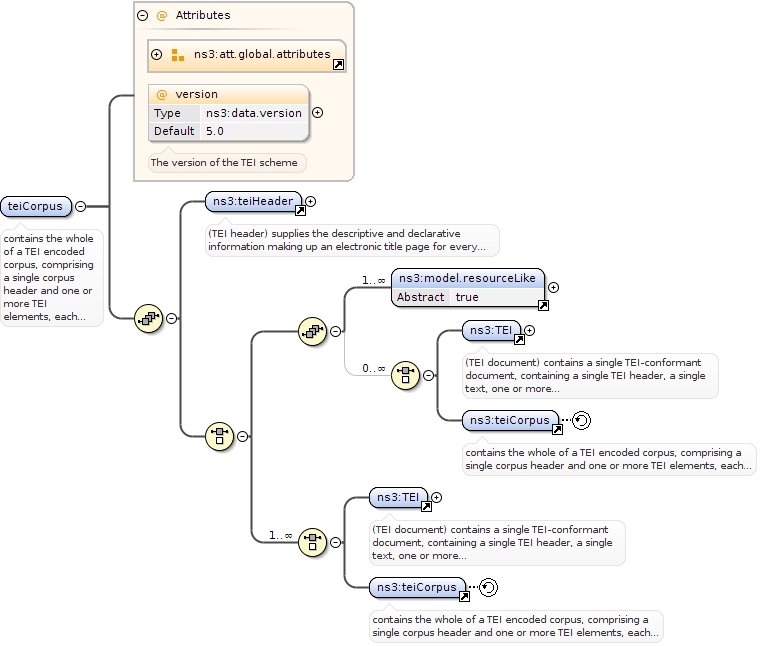 Attributes
ns3:att.global.attributes
version
Type ns3:data.version
Default 5.0
The version of the TEI scheme
teiCorpus
contains the whole
of a TEI encoded
corpus, comprising
a single corpus
header and one or
more TEI
elements, each...
ns3:teiHeader
(TEI header) supplies the descriptive and declarative
information making up an electronic title page for every...
1..∞
ns3:model.resourceLike
Abstract true
0..∞
ns3:TEI
(TEI document) contains a single TEI-conformant
document, containing a single TEI header, a single
text, one or more...
ns3:teiCorpus
contains the whole of a TEI encoded corpus, comprising a
single corpus header and one or more TEI elements, each...
1..∞
ns3:TEI
(TEI document) contains a single TEI-conformant
document, containing a single TEI header, a single
text, one or more...
ns3:teiCorpus
contains the whole of a TEI encoded corpus, comprising a
single corpus header and one or more TEI elements, each...